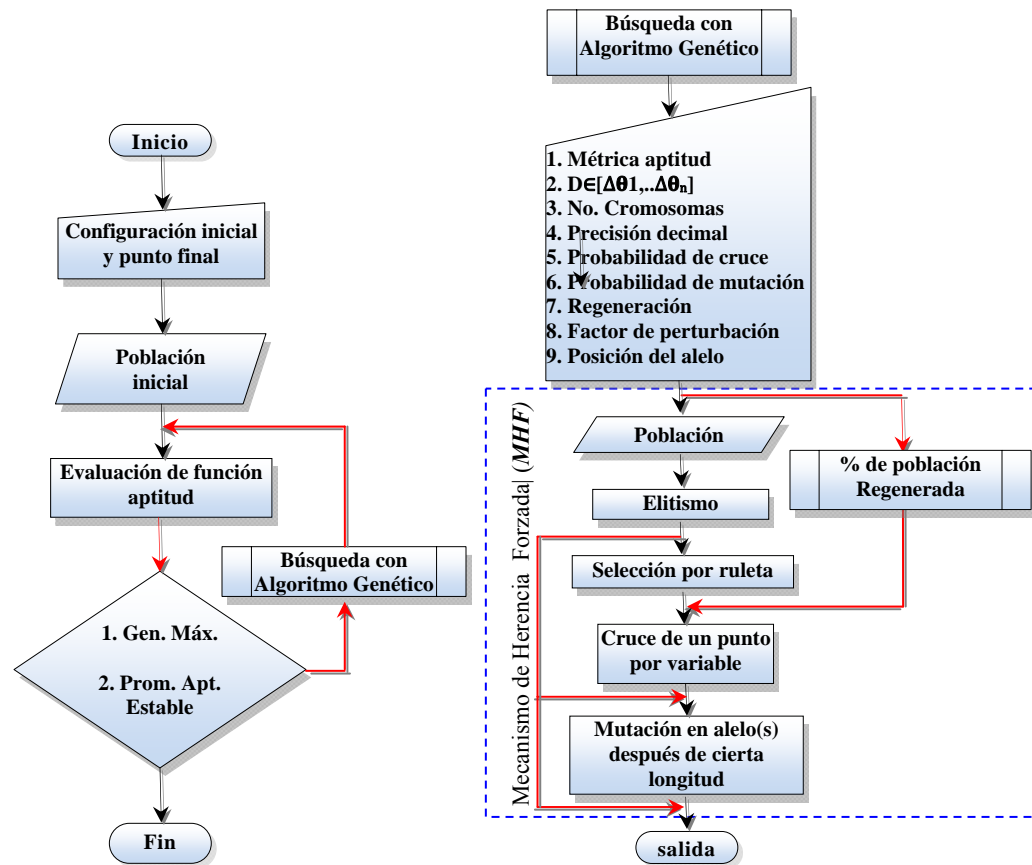 Inicio
Configuración inicial
y punto final
Población
inicial
Evaluación de función
aptitud
Búsqueda con
Algoritmo Genético
1. Gen. Máx.
2. Prom. Apt.
Estable
Fin
Búsqueda con
Algoritmo Genético
1. Métrica aptitud
2. D∈[Δθ1,..Δθₙ]
3. No. Cromosomas
4. Precisión decimal
5. Probabilidad de cruce
6. Probabilidad de mutación
7. Regeneración
8. Factor de perturbación
9. Posición del alelo
Mecanismo de Herencia Forzada| (MHF)
Población
% de población
Regenerada
Elitismo
Selección por ruleta
Cruce de un punto
por variable
Mutación en alelo(s)
después de cierta
longitud
salida